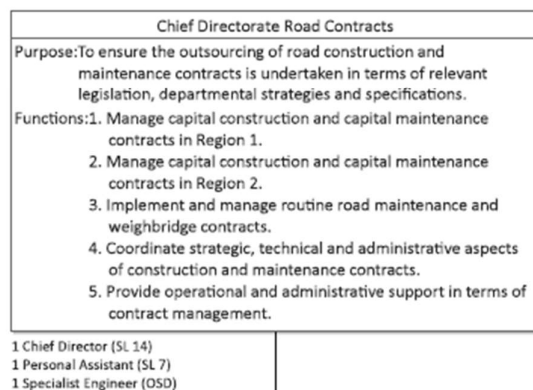 Chief Directorate Road Contracts
Purpose:To ensure the outsourcing of road construction and
maintenance contracts is undertaken in terms of relevant
legislation, departmental strategies and specifications.
Functions:1. Manage capital construction and capital maintenance
contracts in Region 1.
2. Manage capital construction and capital maintenance
contracts in Region 2.
3. Implement and manage routine road maintenance and
weighbridge contracts.
4. Coordinate strategic, technical and administrative aspects
of construction and maintenance contracts.
5. Provide operational and administrative support in terms of
contract management.
1 Chief Director (SL 14)
1 Personal Assistant (SL 7)
1 Specialist Engineer (OSD)